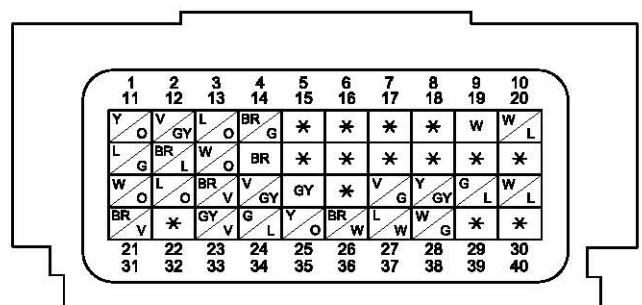 1 2 3 4 5 6 7 8 9 10
11 12 13 14 15 16 17 18 19 20
Y/O V/GY L/O BR/G * * * * W W/L
L/G BR/L W/O BR * * * * * *
W/O L/O BR/V V/GY GY * V/G Y/GY G/L W/L
BR/V * GY/V G/L Y/O BR/W L/W W/G * *
21 22 23 24 25 26 27 28 29 30
31 32 33 34 35 36 37 38 39 40